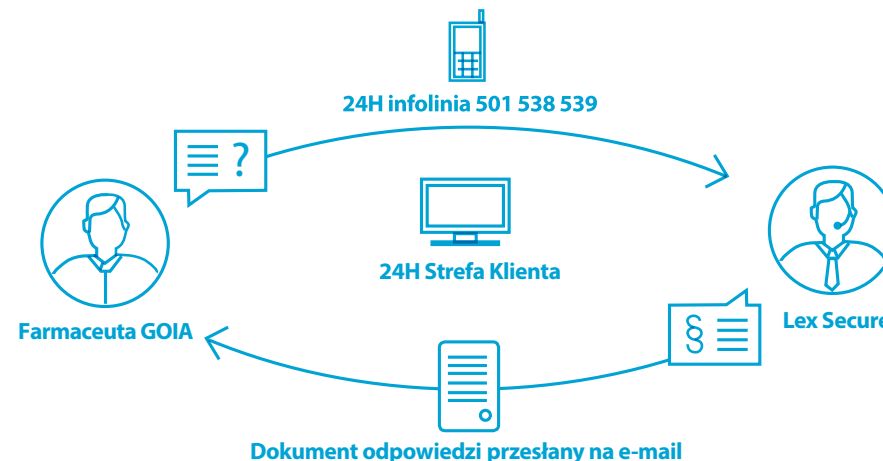 24H infolinia 501 538 539
?
24H Strefa Klienta
Farmaceuta GOIA
§
Lex Secure
Dokument odpowiedzi przesłany na e-mail